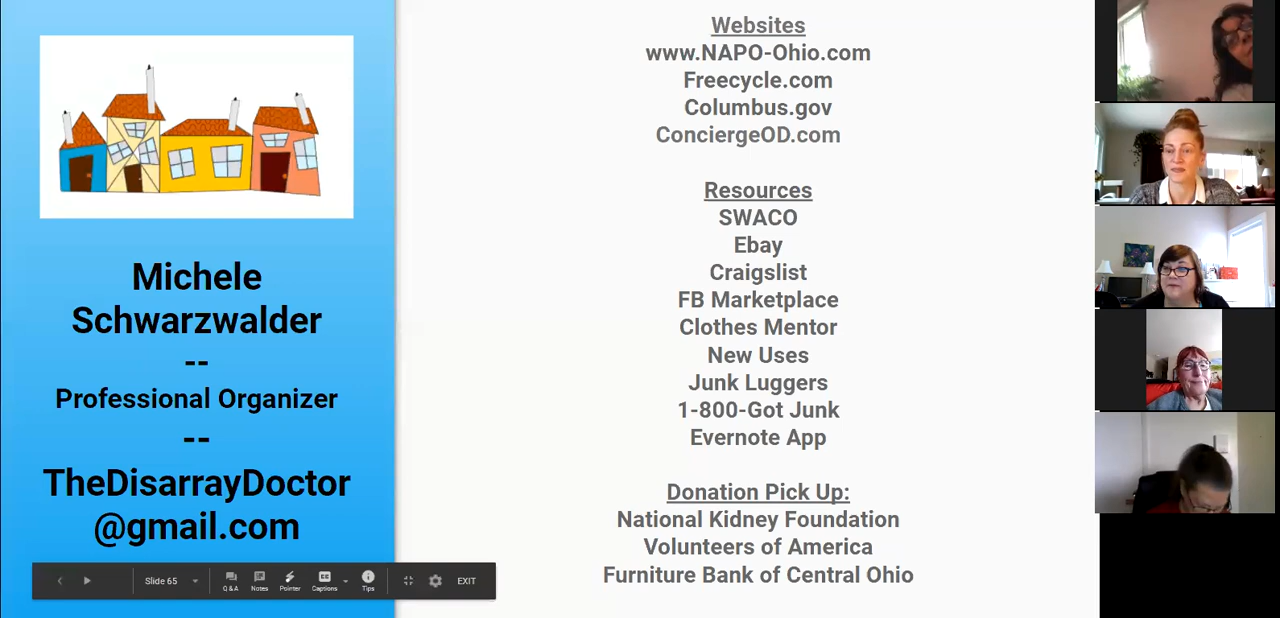 Michele
Schwarzwalder
--
Professional Organizer
--
TheDisarrayDoctor
@gmail.com
Websites
www.NAPO-Ohio.com
Freecycle.com
Columbus.gov
ConciergeOD.com
Resources
SWACO
Ebay
Craigslist
FB Marketplace
Clothes Mentor
New Uses
Junk Luggers
1-800-Got Junk
Evernote App
Donation Pick Up:
National Kidney Foundation
Volunteers of America
Furniture Bank of Central Ohio
Slide 65
Q & A
Notes
Pointer
CC
Captions
Tips
EXIT